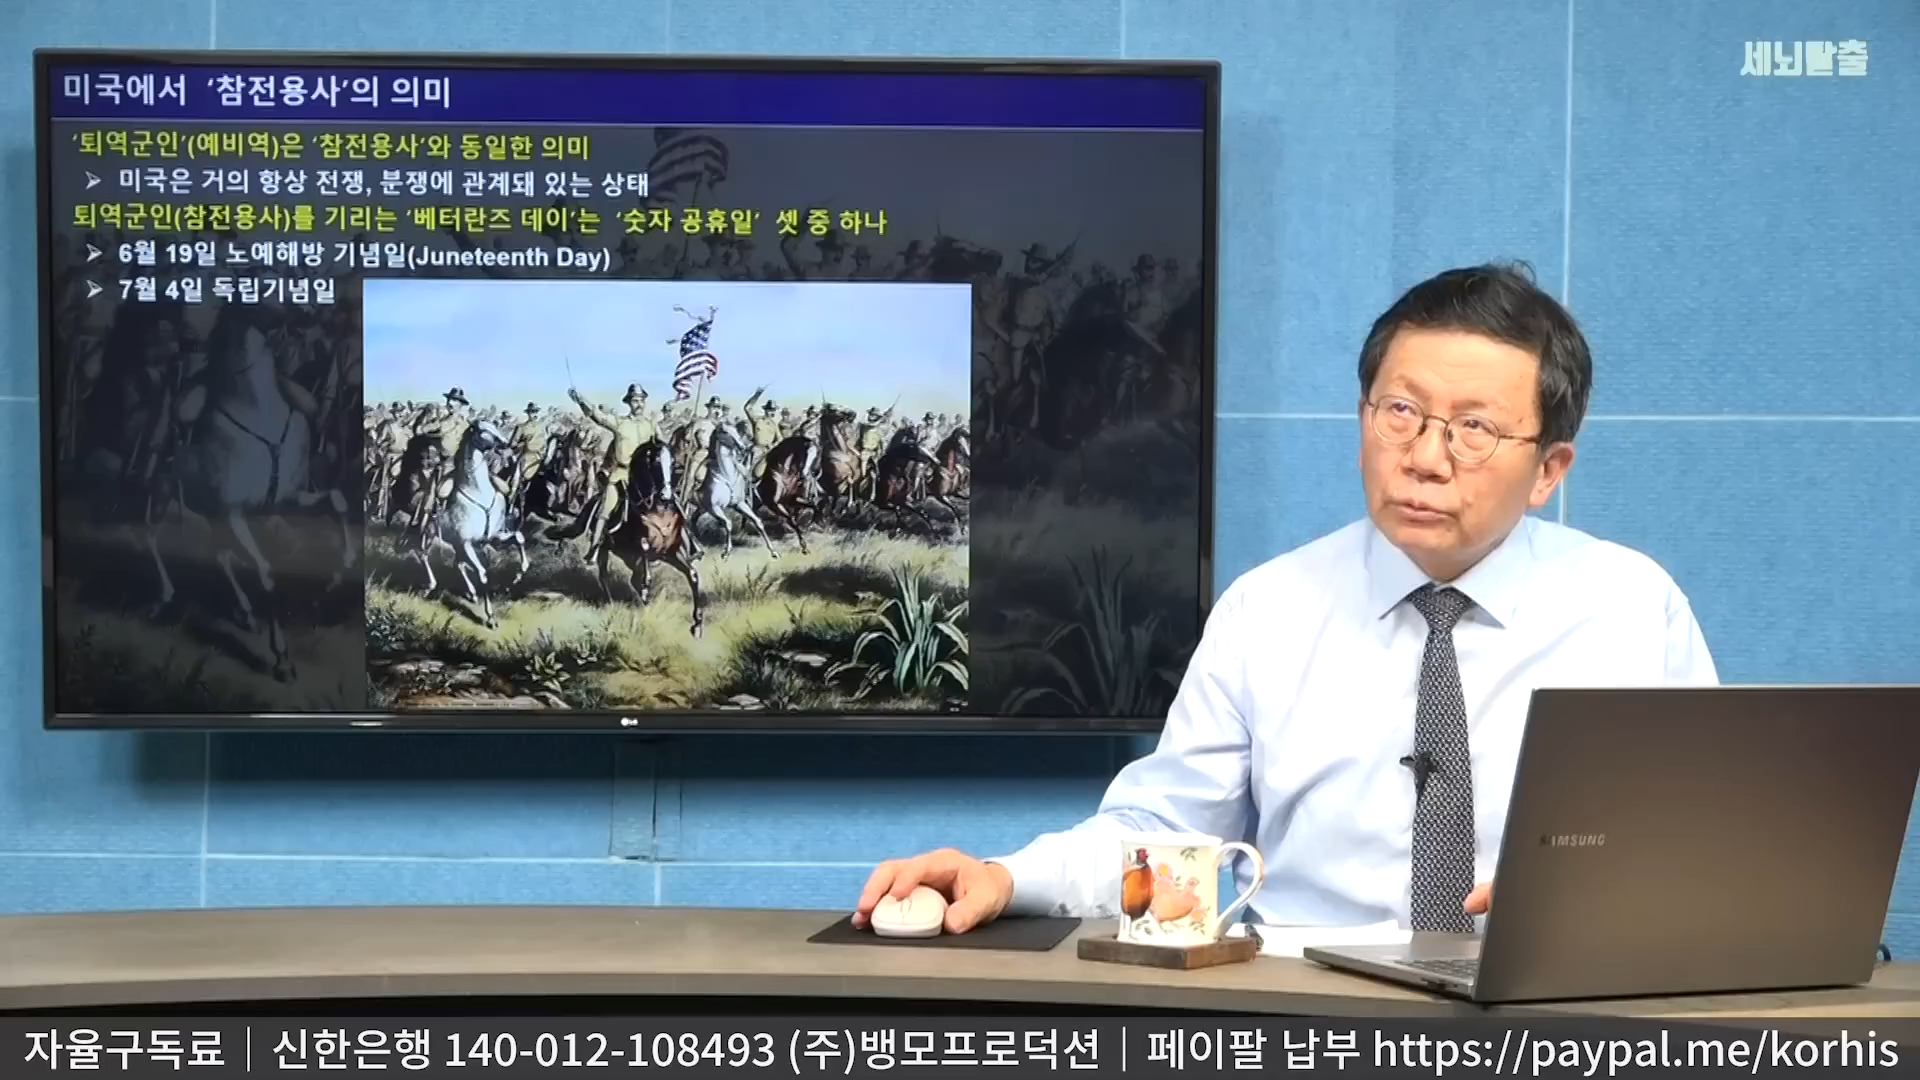 세뇌탈출
미국에서 ‘참전용사’의 의미
‘퇴역군인’(예비역)은 ‘참전용사’와 동일한 의미
➢ 미국은 거의 항상 전쟁, 분쟁에 관계돼 있는 상태
퇴역군인(참전용사)를 기리는 ‘베터란즈 데이’는 ‘숫자 공휴일’ 셋 중 하나
➢ 6월 19일 노예해방 기념일(Juneteenth Day)
➢ 7월 4일 독립기념일
LG
SAMSUNG
자율구독료｜신한은행 140-012-108493 (주)뱅모프로덕션｜페이팔 납부 https://paypal.me/korhis